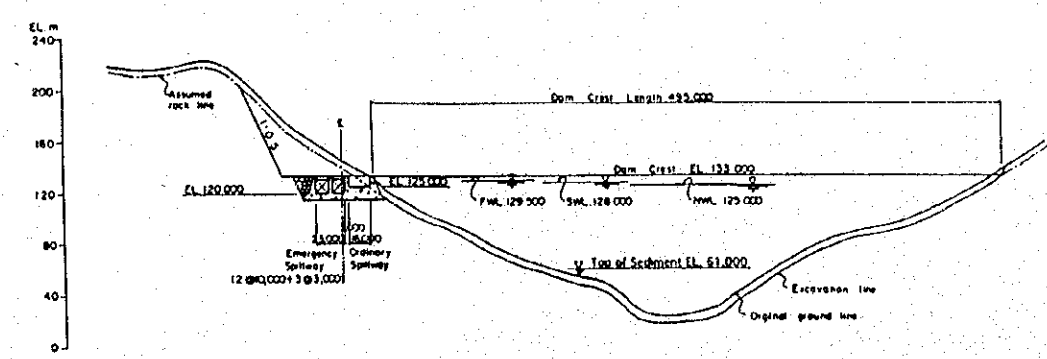 EL. m
240
200
160
120
80
40
0
Assumed
rock line
1:0.5
Dam Crest Length 495.000
Dam Crest EL. 133.000
EL. 120.000
EL. 125.000
FWL. 129.500
SWL. 128.000
NWL. 125.000
Emergency
Spillway
Ordinary
Spillway
Top of Sediment EL. 61.000
Excavation line
Original ground line